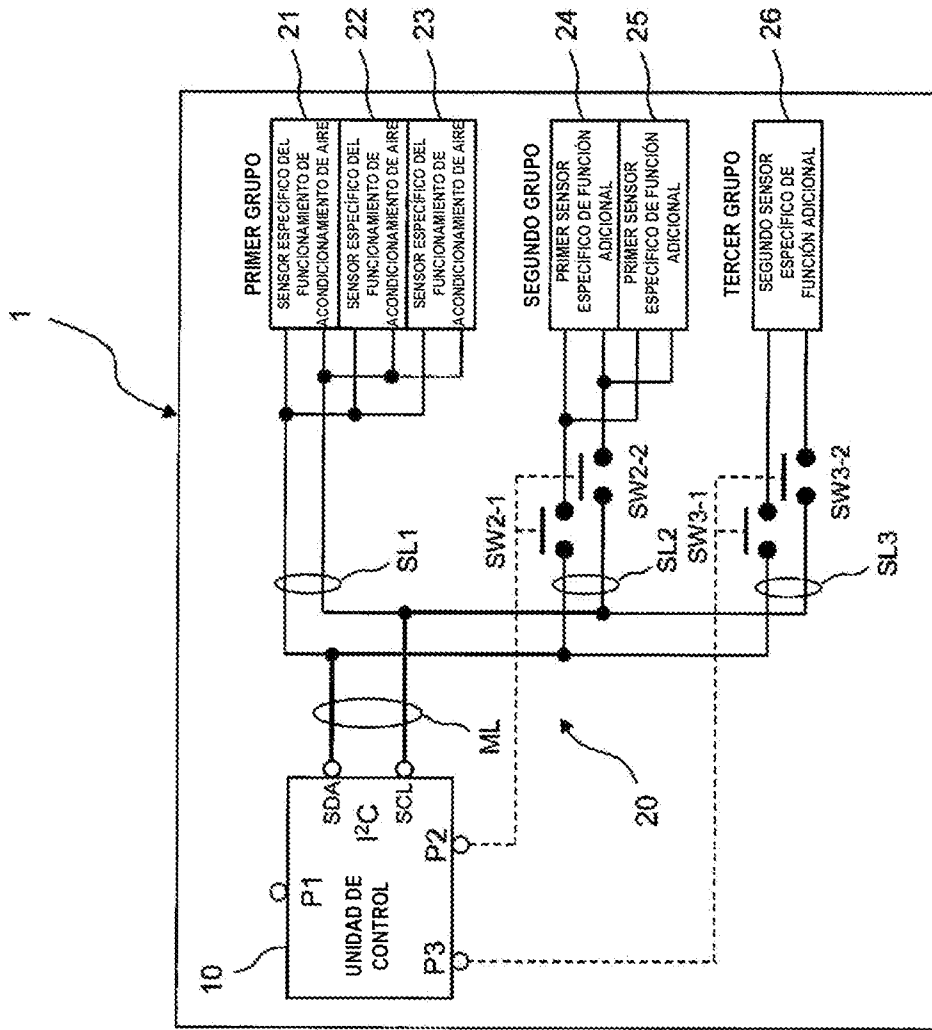 1
10
P1
SDA
I²C
SCL
UNIDAD DE
CONTROL
P2
P3
ML
20
SL1
SW2-1
SW2-2
SL2
SW3-1
SW3-2
SL3
PRIMER GRUPO
SENSOR ESPECÍFICO DEL
FUNCIONAMIENTO DE
ACONDICIONAMIENTO DE AIRE
21
SENSOR ESPECÍFICO DEL
FUNCIONAMIENTO DE
ACONDICIONAMIENTO DE AIRE
22
SENSOR ESPECÍFICO DEL
FUNCIONAMIENTO DE
ACONDICIONAMIENTO DE AIRE
23
SEGUNDO GRUPO
PRIMER SENSOR
ESPECÍFICO DE FUNCIÓN
ADICIONAL
24
PRIMER SENSOR
ESPECÍFICO DE FUNCIÓN
ADICIONAL
25
TERCER GRUPO
SEGUNDO SENSOR
ESPECÍFICO DE
FUNCIÓN ADICIONAL
26